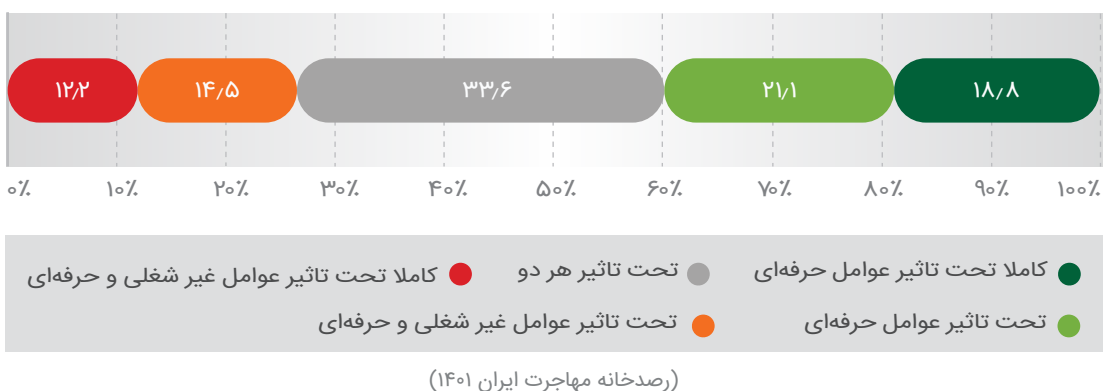 ۱۲٫۲ ۱۴٫۵ ۳۳٫۶ ۲۱٫۱ ۱۸٫۸
۰٪ ۱۰٪ ۲۰٪ ۳۰٪ ۴۰٪ ۵۰٪ ۶۰٪ ۷۰٪ ۸۰٪ ۹۰٪ ۱۰۰٪
کاملا تحت تاثیر عوامل حرفه‌ای تحت تاثیر هر دو کاملا تحت تاثیر عوامل غیر شغلی و حرفه‌ای
تحت تاثیر عوامل حرفه‌ای تحت تاثیر عوامل غیر شغلی و حرفه‌ای
(رصدخانه مهاجرت ایران ۱۴۰۱)